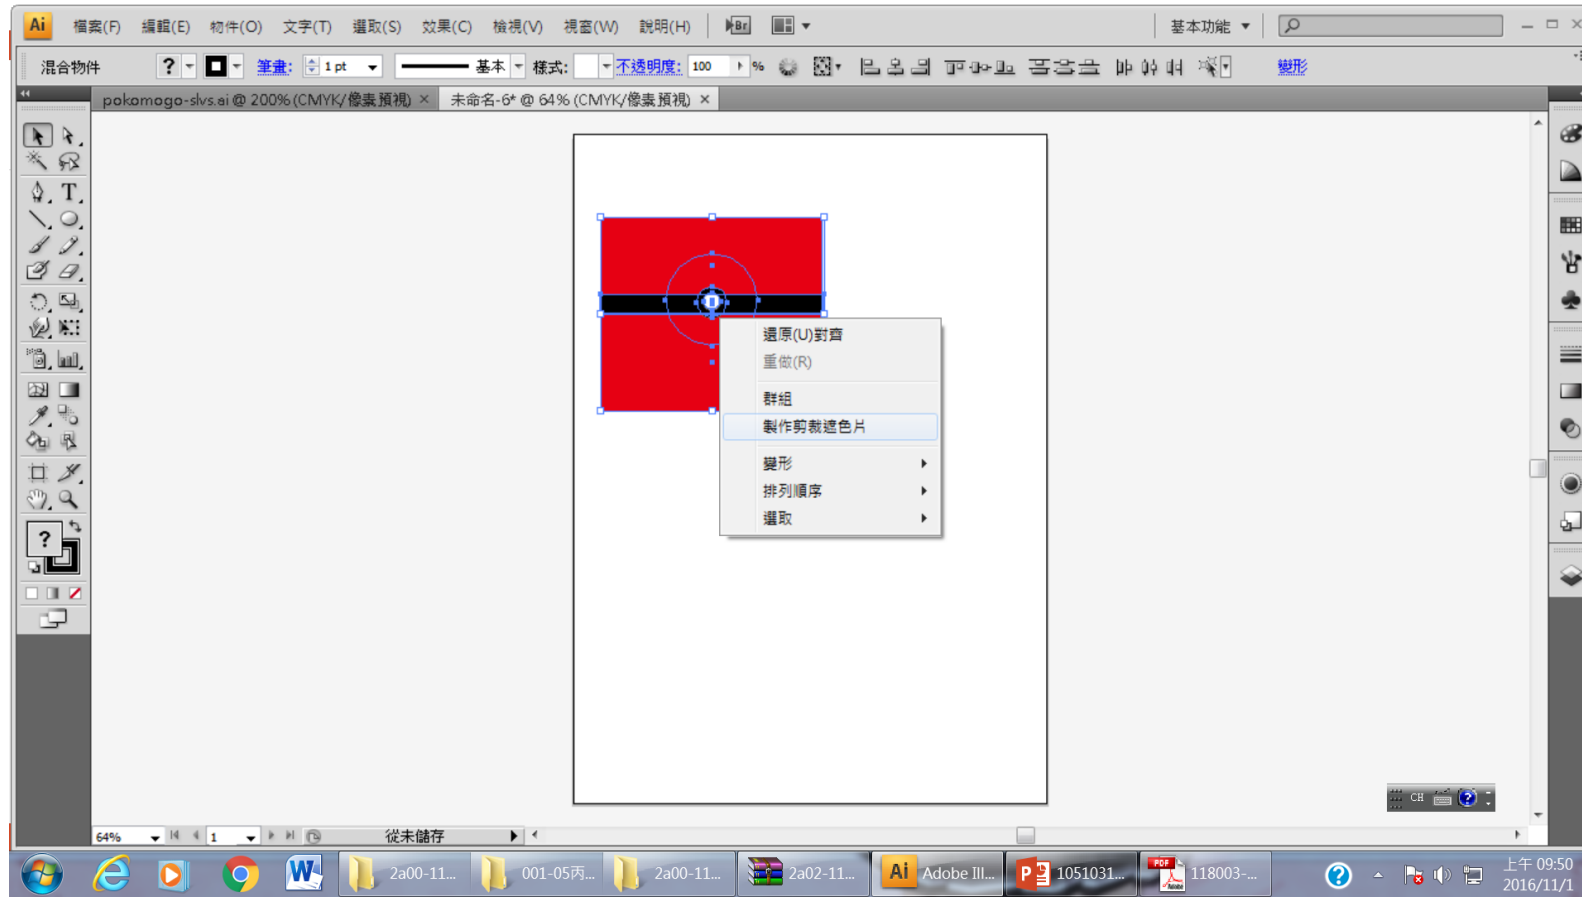 Ai 檔案(F) 編輯(E) 物件(O) 文字(T) 選取(S) 效果(C) 檢視(V) 視窗(W) 說明(H) Br 基本功能
混合物件 ? 筆畫: 1 pt 基本 樣式: 不透明度: 100 % 變形
pokomogo-slvs.ai @ 200% (CMYK/像素預視) × 未命名-6* @ 64% (CMYK/像素預視) ×
T
還原(U)對齊
重做(R)
群組
製作剪裁遮色片
變形
排列順序
選取
?
CH ?
64% 1 從未儲存
2a00-11... 001-05丙... 2a00-11... 2a02-11... Ai Adobe Ill... P 1051031... PDF Adobe 118003-... ? 上午 09:50
2016/11/1